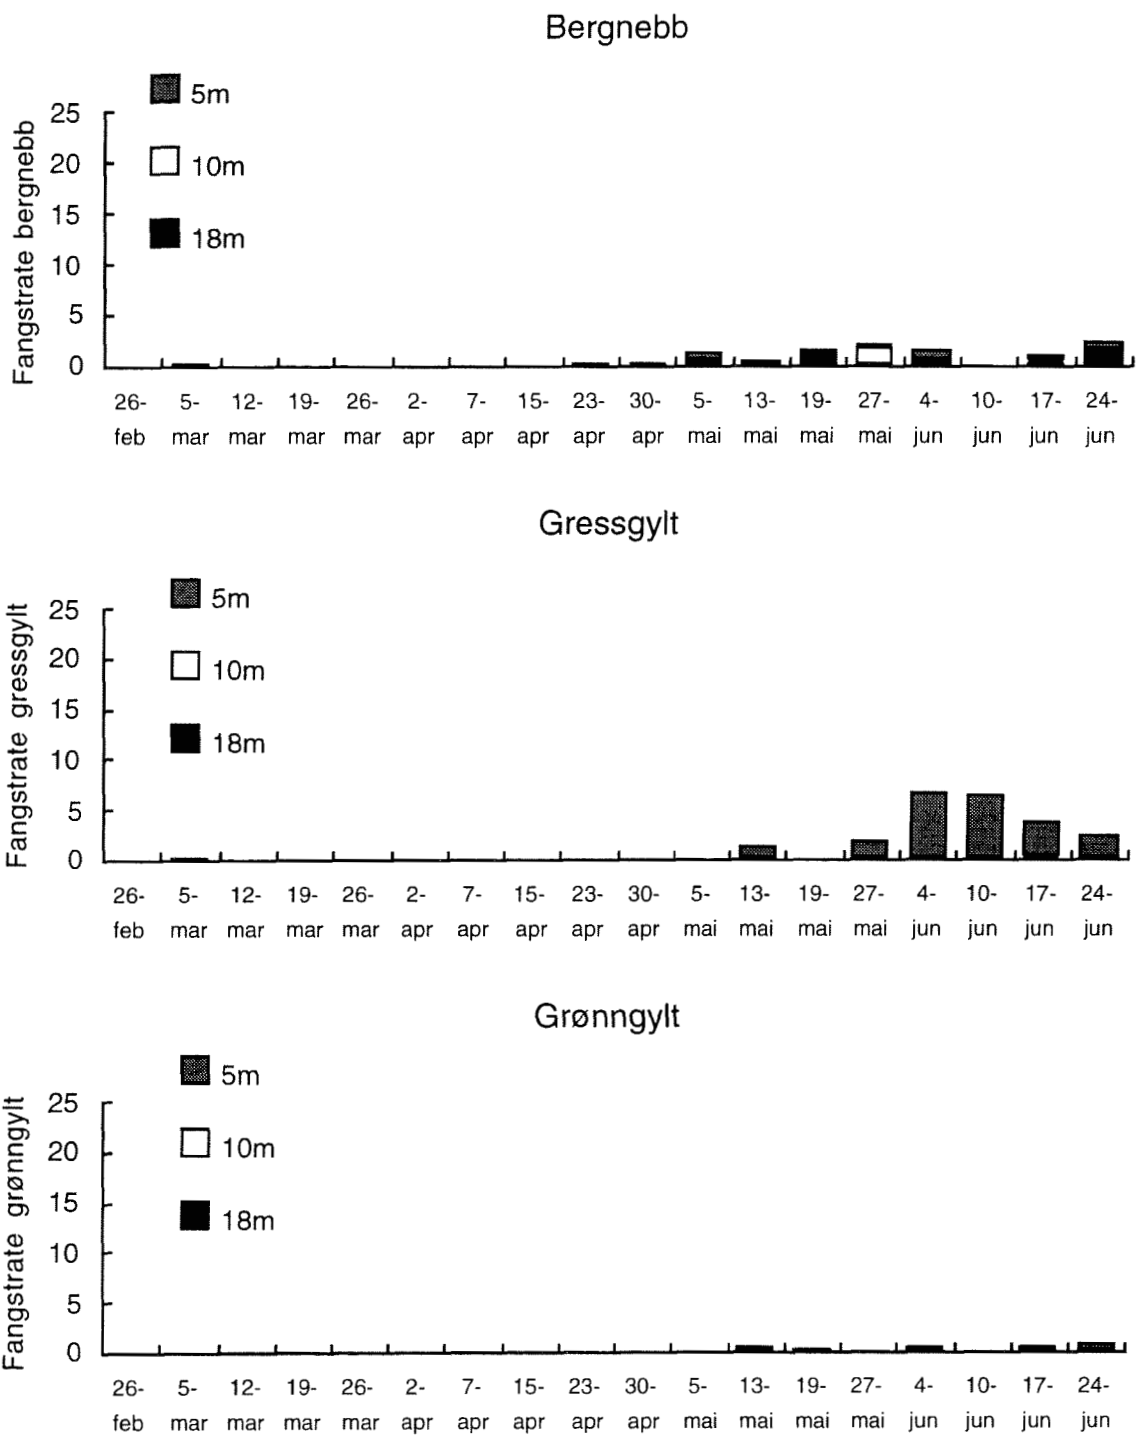 Bergnebb
Fangstrate bergnebb
25
20
15
10
5
0
5m
10m
18m
26- 5- 12- 19- 26- 2- 7- 15- 23- 30- 5- 13- 19- 27- 4- 10- 17- 24-
feb mar mar mar mar apr apr apr apr apr mai mai mai mai jun jun jun jun
Gressgylt
Fangstrate gressgylt
25
20
15
10
5
0
5m
10m
18m
26- 5- 12- 19- 26- 2- 7- 15- 23- 30- 5- 13- 19- 27- 4- 10- 17- 24-
feb mar mar mar mar apr apr apr apr apr mai mai mai mai jun jun jun jun
Grønngylt
Fangstrate grønngylt
25
20
15
10
5
0
5m
10m
18m
26- 5- 12- 19- 26- 2- 7- 15- 23- 30- 5- 13- 19- 27- 4- 10- 17- 24-
feb mar mar mar mar apr apr apr apr apr mai mai mai mai jun jun jun jun